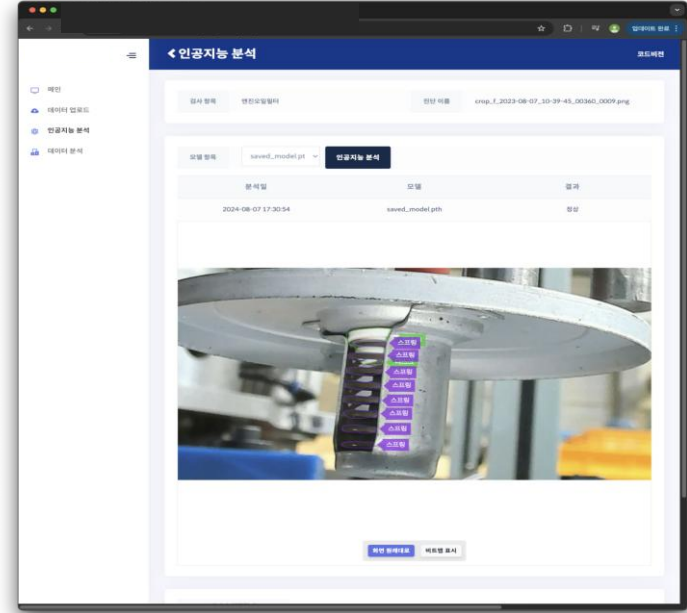 업데이트 완료
인공지능 분석
코드비전
메인
데이터 업로드
인공지능 분석
데이터 분석
검사 항목
엔진오일필터
진단 이름
crop_f_2023-08-07_10-39-45_00360_0009.png
모델 항목
saved_model.pt
인공지능 분석
분석일
모델
결과
2024-08-07 17:30:54
saved_model.pth
정상
스프링
스프링
스프링
스프링
스프링
스프링
스프링
스프링
화면 원래대로
비트맵 표시